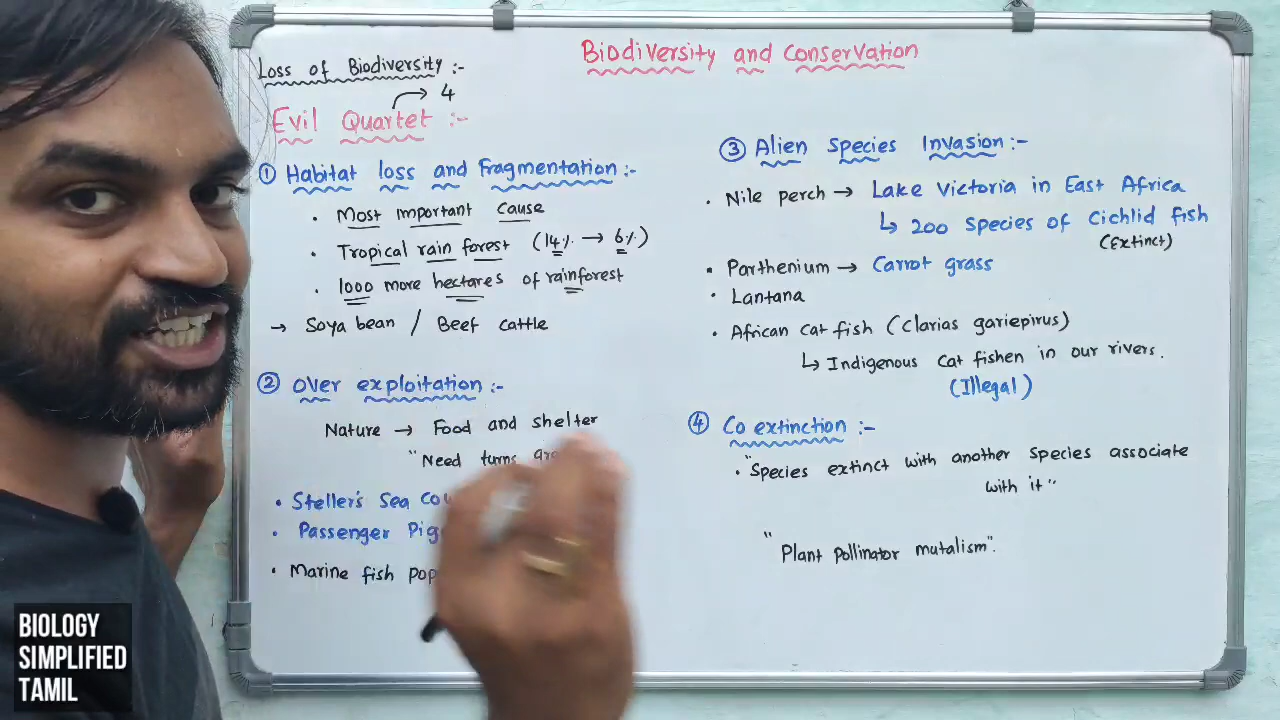 Biodiversity and Conservation
Loss of Biodiversity :-
4
Evil Quartet :-
① Habitat loss and Fragmentation :-
. Most important cause
. Tropical rain forest (14%. → 6%)
. 1000 more hectares of rainforest
→ Soya bean / Beef cattle
② Over exploitation :-
Nature → Food and shelter
"Need turns
. Steller's Sea
. Passenger
. Marine fish
③ Alien Species Invasion :-
. Nile perch → Lake Victoria in East Africa
↳ 200 Species of Cichlid fish
(Extinct)
. Parthenium → Carrot grass
. Lantana
. African Cat fish (Clarias gariepirus)
↳ Indigenous Cat fishen in our rivers.
(Illegal)
④ Co extinction :-
. "Species extinct with another Species associate
with it"
"Plant Pollinator mutalism".
BIOLOGY
SIMPLIFIED
TAMIL